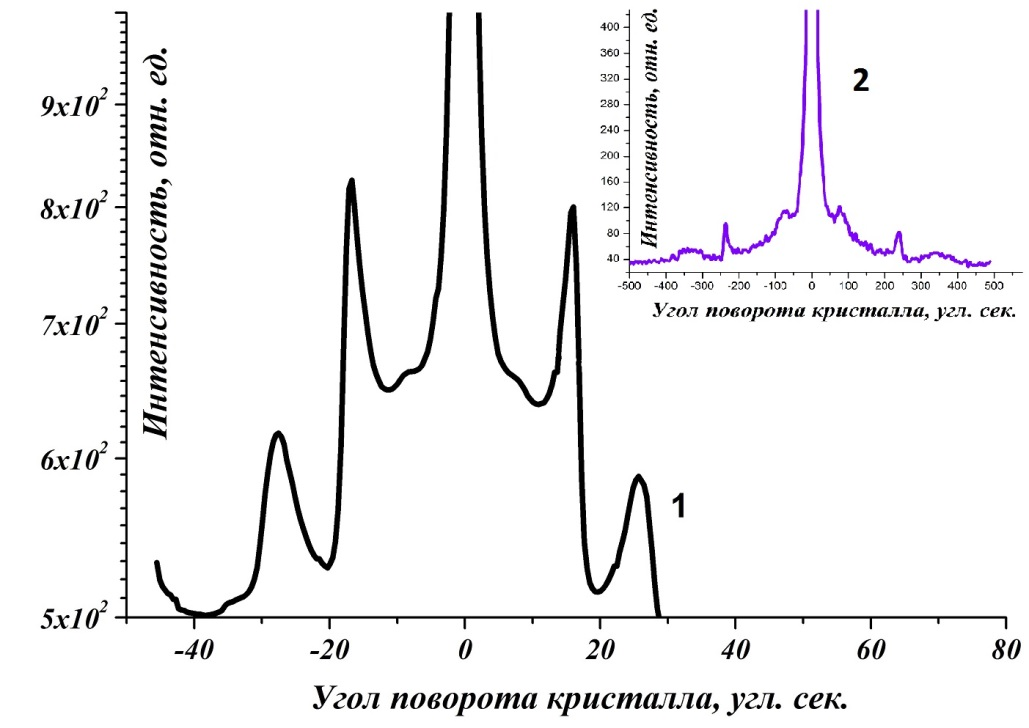 Интенсивность, отн. ед.
9x10²
8x10²
7x10²
6x10²
5x10²
-40 -20 0 20 40 60 80
Угол поворота кристалла, угл. сек.
1
Интенсивность, отн. ед.
400
360
320
280
240
200
160
120
80
40
-500 -400 -300 -200 -100 0 100 200 300 400 500
Угол поворота кристалла, угл. сек.
2